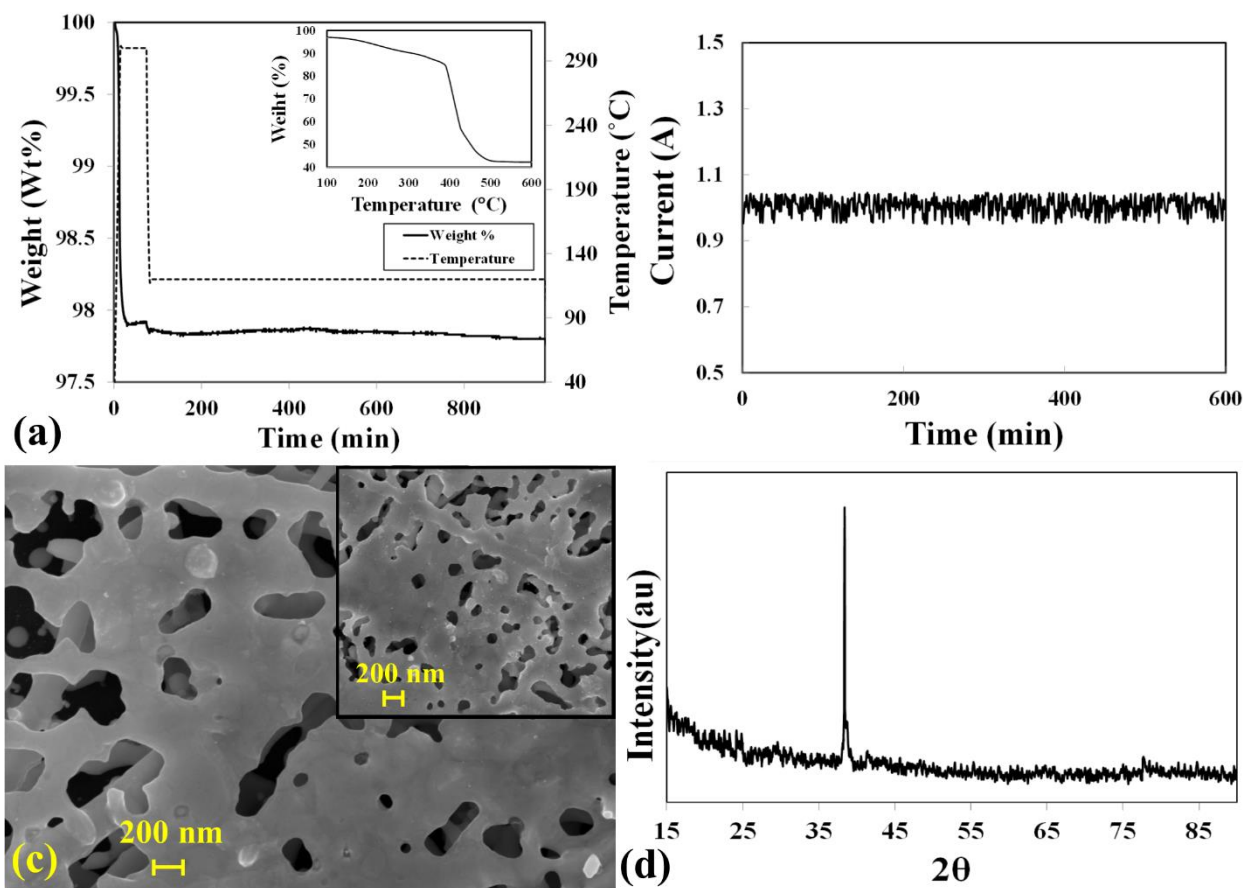 100
99.5
99
98.5
98
97.5
Weight (Wt%)
0 200 400 600 800
Time (min)
290
240
190
140
90
40
Temperature (°C)
100
90
80
70
60
50
40
Weiht (%)
100 200 300 400 500 600
Temperature (°C)
Weight %
Temperature
(a)
1.5
1.3
1.1
0.9
0.7
0.5
Current (A)
0 200 400 600
Time (min)
200 nm
200 nm
(c)
Intensity(au)
15 25 35 45 55 65 75 85
2θ
(d)